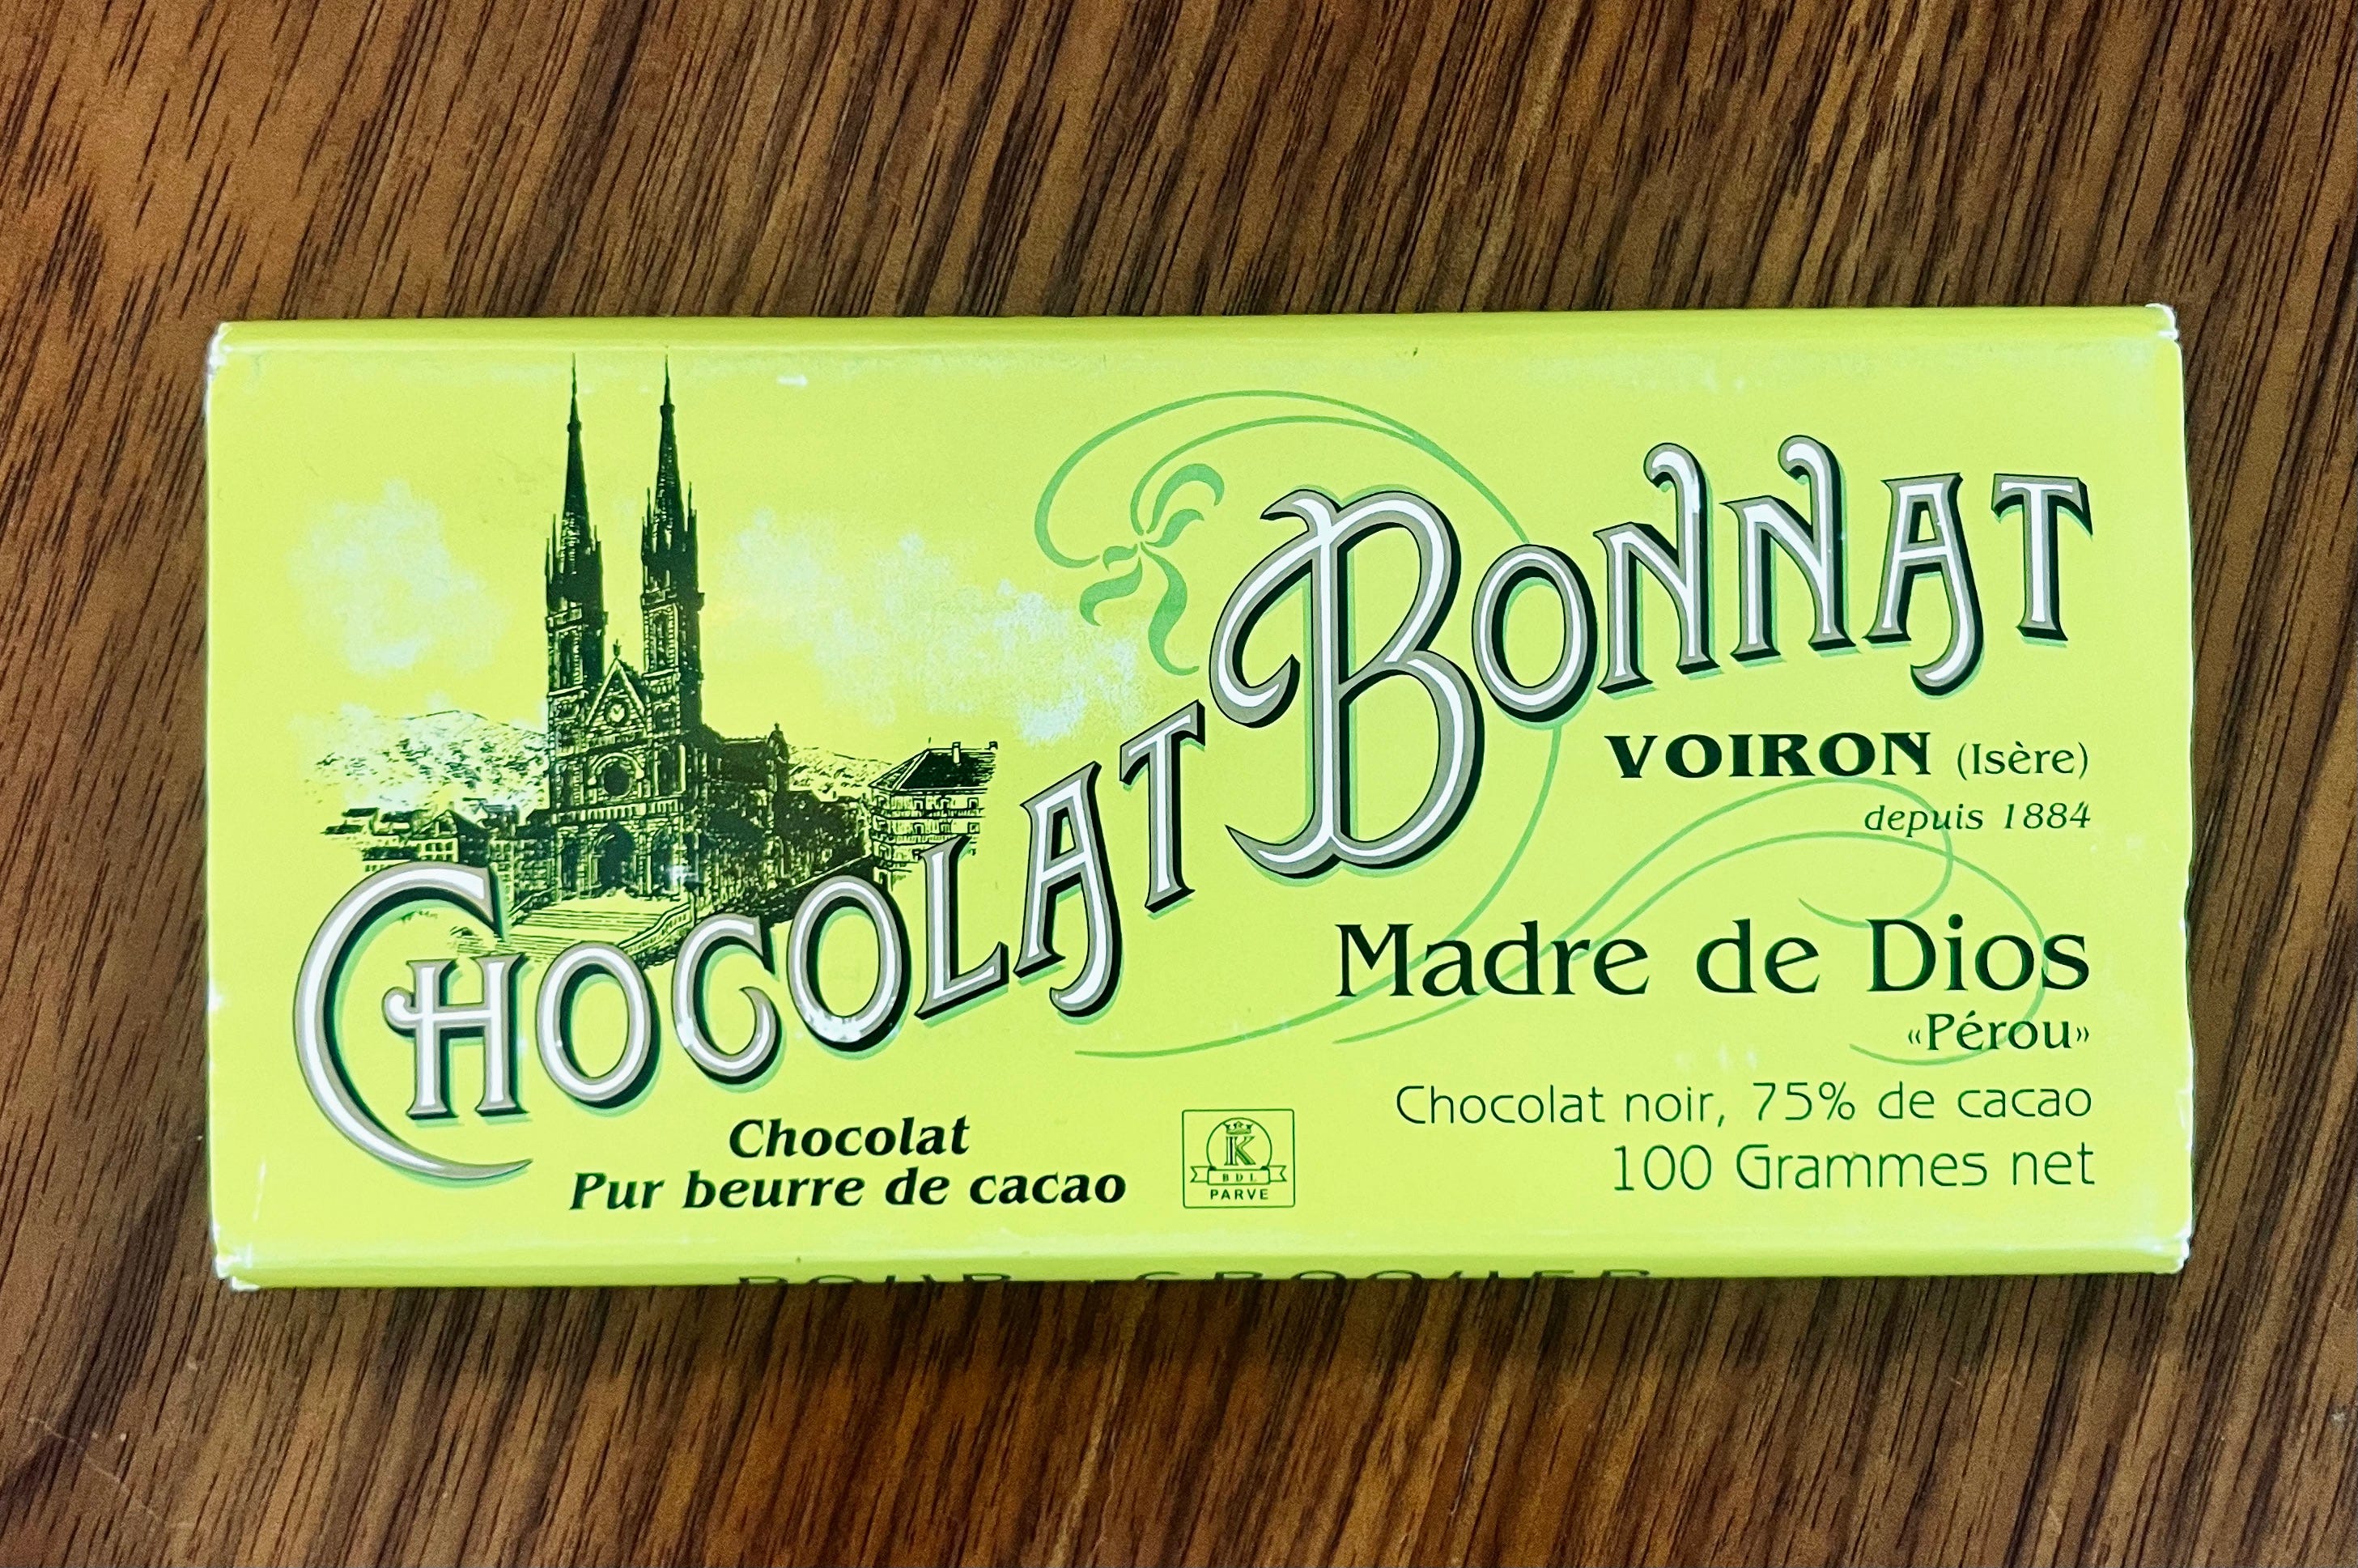 CHOCOLAT BONNAT
VOIRON (Isère)
depuis 1884
Madre de Dios
«Pérou»
Chocolat noir, 75% de cacao
100 Grammes net
Chocolat
Pur beurre de cacao
K
BDL
PARVE